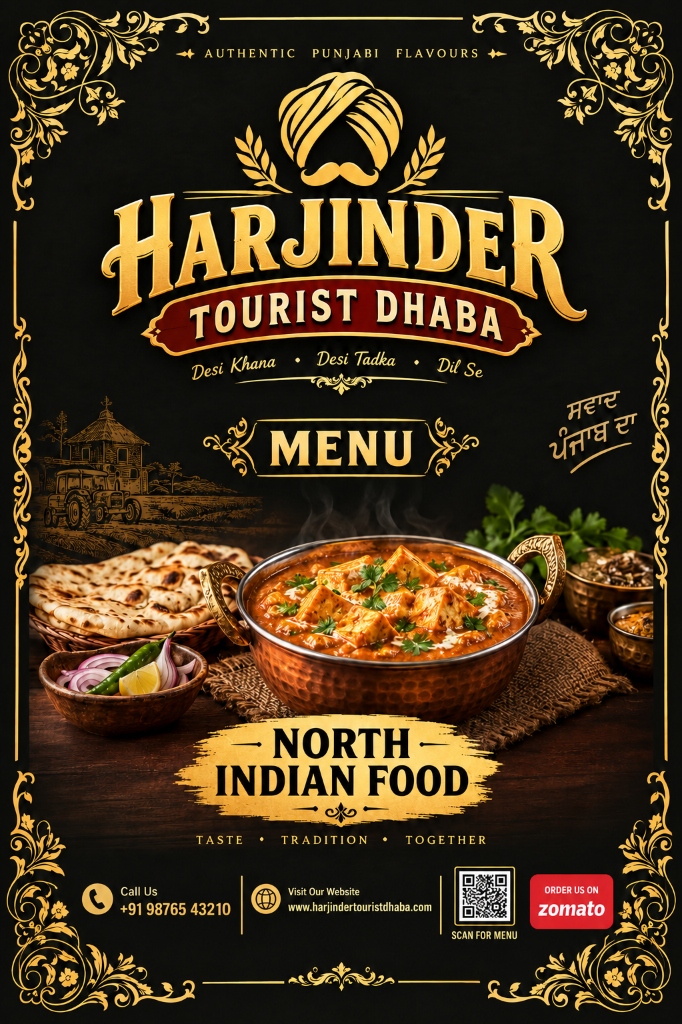 AUTHENTIC PUNJABI FLAVOURS
HARJINDER
TOURIST DHABA
Desi Khana • Desi Tadka • Dil Se
MENU
ਸਵਾਦ
ਪੰਜਾਬ ਦਾ
NORTH
INDIAN FOOD
TASTE • TRADITION • TOGETHER
Call Us
+91 98765 43210
Visit Our Website
www.harjindertouristdhaba.com
SCAN FOR MENU
ORDER US ON
zomato